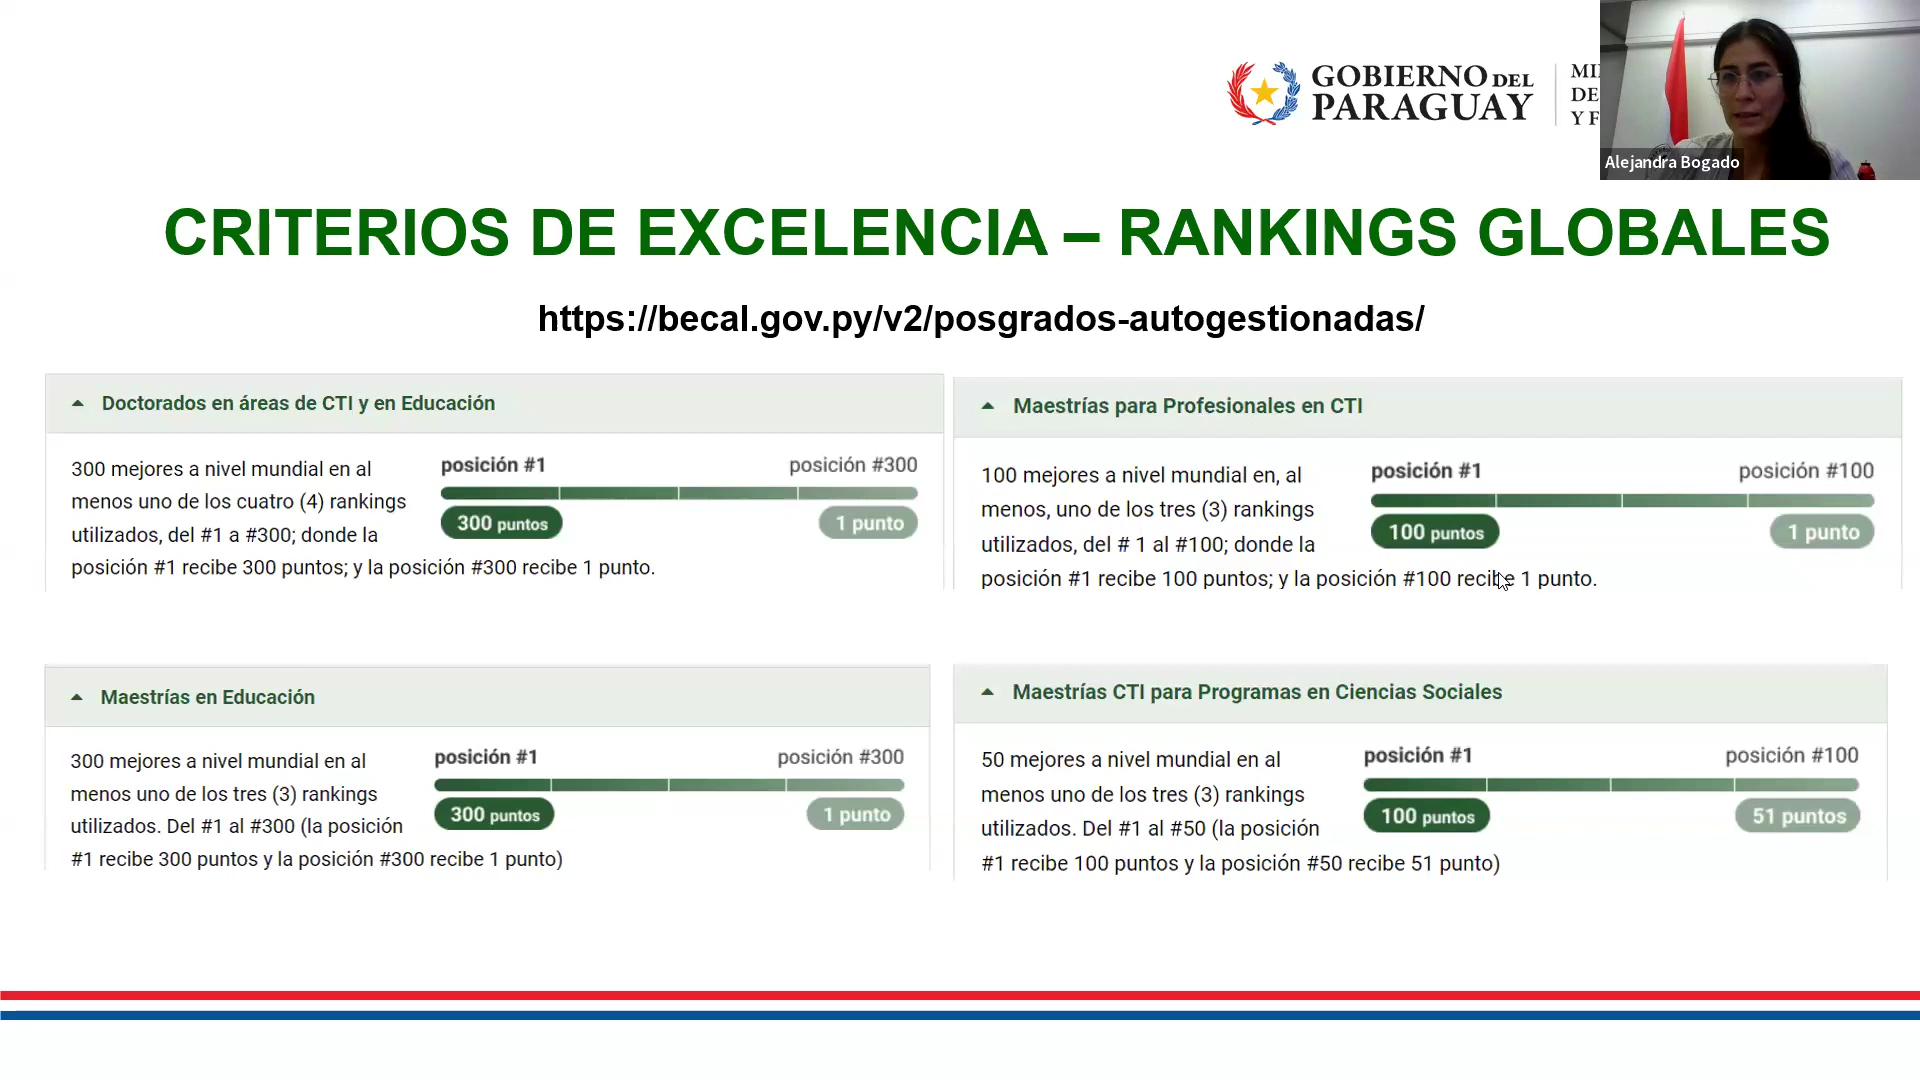 GOBIERNO DEL
PARAGUAY
MI
DE
Y F
Alejandra Bogado
CRITERIOS DE EXCELENCIA – RANKINGS GLOBALES
https://becal.gov.py/v2/posgrados-autogestionadas/
Doctorados en áreas de CTI y en Educación
300 mejores a nivel mundial en al
menos uno de los cuatro (4) rankings
utilizados, del #1 a #300; donde la
posición #1 recibe 300 puntos; y la posición #300 recibe 1 punto.
posición #1
posición #300
300 puntos
1 punto
Maestrías para Profesionales en CTI
100 mejores a nivel mundial en, al
menos, uno de los tres (3) rankings
utilizados, del # 1 al #100; donde la
posición #1 recibe 100 puntos; y la posición #100 recibe 1 punto.
posición #1
posición #100
100 puntos
1 punto
Maestrías en Educación
300 mejores a nivel mundial en al
menos uno de los tres (3) rankings
utilizados. Del #1 al #300 (la posición
#1 recibe 300 puntos y la posición #300 recibe 1 punto)
posición #1
posición #300
300 puntos
1 punto
Maestrías CTI para Programas en Ciencias Sociales
50 mejores a nivel mundial en al
menos uno de los tres (3) rankings
utilizados. Del #1 al #50 (la posición
#1 recibe 100 puntos y la posición #50 recibe 51 punto)
posición #1
posición #100
100 puntos
51 puntos